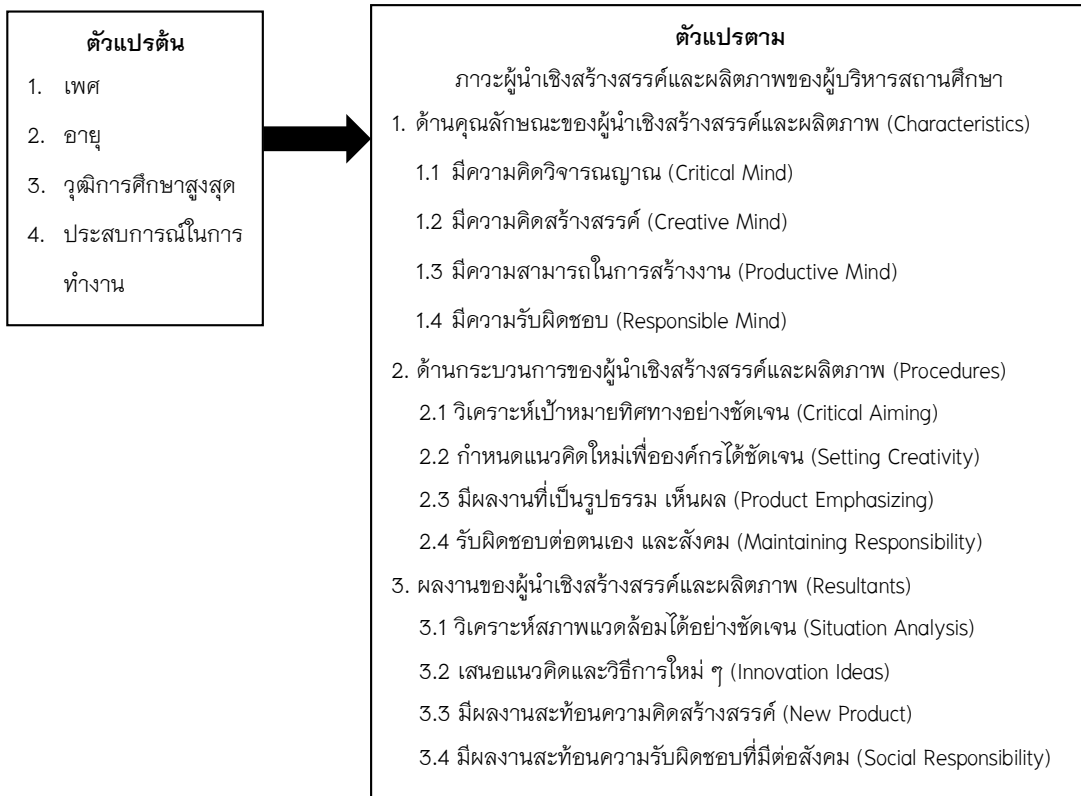 ตัวแปรต้น
1. เพศ
2. อายุ
3. วุฒิการศึกษาสูงสุด
4. ประสบการณ์ในการ
ทำงาน
ตัวแปรตาม
ภาวะผู้นำเชิงสร้างสรรค์และผลิตภาพของผู้บริหารสถานศึกษา
1. ด้านคุณลักษณะของผู้นำเชิงสร้างสรรค์และผลิตภาพ (Characteristics)
1.1 มีความคิดวิจารณญาณ (Critical Mind)
1.2 มีความคิดสร้างสรรค์ (Creative Mind)
1.3 มีความสามารถในการสร้างงาน (Productive Mind)
1.4 มีความรับผิดชอบ (Responsible Mind)
2. ด้านกระบวนการของผู้นำเชิงสร้างสรรค์และผลิตภาพ (Procedures)
2.1 วิเคราะห์เป้าหมายทิศทางอย่างชัดเจน (Critical Aiming)
2.2 กำหนดแนวคิดใหม่เพื่อองค์กรได้ชัดเจน (Setting Creativity)
2.3 มีผลงานที่เป็นรูปธรรม เห็นผล (Product Emphasizing)
2.4 รับผิดชอบต่อตนเอง และสังคม (Maintaining Responsibility)
3. ผลงานของผู้นำเชิงสร้างสรรค์และผลิตภาพ (Resultants)
3.1 วิเคราะห์สภาพแวดล้อมได้อย่างชัดเจน (Situation Analysis)
3.2 เสนอแนวคิดและวิธีการใหม่ ๆ (Innovation Ideas)
3.3 มีผลงานสะท้อนความคิดสร้างสรรค์ (New Product)
3.4 มีผลงานสะท้อนความรับผิดชอบที่มีต่อสังคม (Social Responsibility)